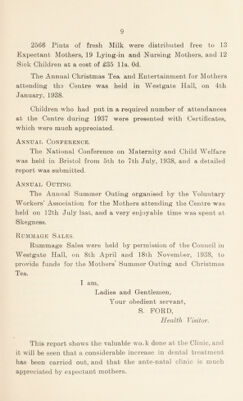 9
2566 Pints of fresh Milk were distributed free to 13
Expectant Mothers, 19 Lying-in and Nursing Mothers, and 12
Sick Children at a cost of £35 11s. 0d.
The Annual Christmas Tea and Entertainment for Mothers
attending the Centre was held in Westgate Hall, on 4th
January, 1938.
Children who had put in a required number of attendances
at the Centre during 1937 were presented with Certificates,
which were much appreciated.
ANNUAL CONFERENCE.
The National Conference on Maternity and Child Welfare
was held in Bristol from 5th to 7th July, 1938, and a detailed
report was submitted.
ANNUAL OUTING.
The Annual Summer Outing organised by the Voluntary
Workers' Association for the Mothers attending the Centre was
held on 12th July last, and a very enjoyable time was spent at
Skegness.
RUMMAGE SALES.
Rummage Sales were held by permission of the Council in
Westgate Hall, on 8th April and 18th November, 1938, to
provide funds for the Mothers' Summer Outing and Christmas
Tea.
I am,
Ladies and Gentlemen,
Your obedient servant,
S. FORD,
Health Visitor.
This report shows the valuable work done at the Clinic, and
it will be seen that a considerable increase in dental treatment
has been carried out, and that the ante-natal clinic is much
appreciated by expectant mothers.